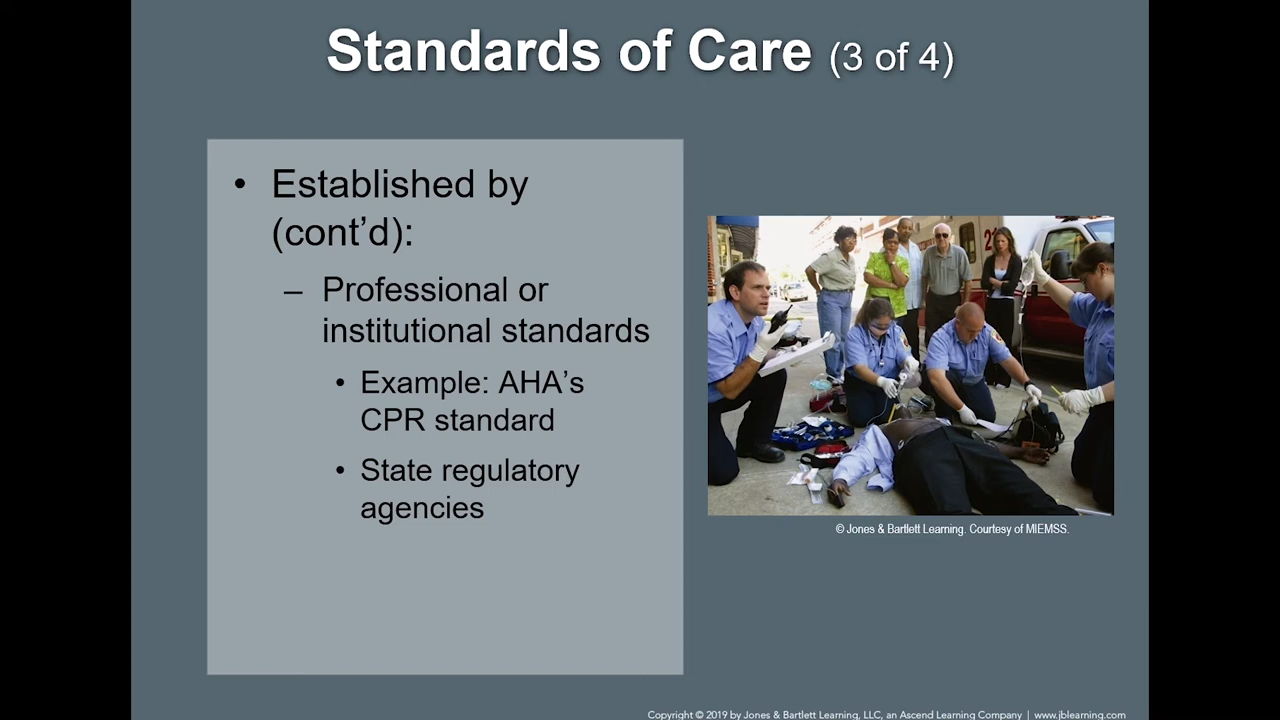 Standards of Care (3 of 4)
• Established by
(cont’d):
– Professional or
institutional standards
• Example: AHA’s
CPR standard
• State regulatory
agencies
© Jones & Bartlett Learning. Courtesy of MIEMSS.
Copyright © 2019 by Jones & Bartlett Learning, LLC, an Ascend Learning Company | www.jblearning.com